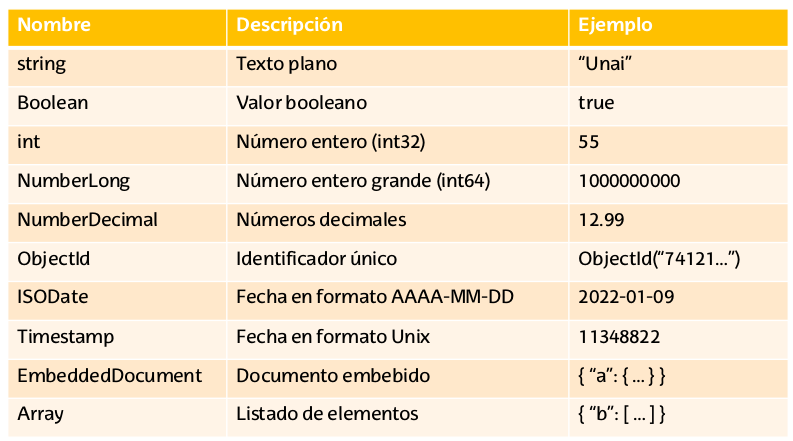 Nombre Descripción Ejemplo
string Texto plano “Unai”
Boolean Valor booleano true
int Número entero (int32) 55
NumberLong Número entero grande (int64) 1000000000
NumberDecimal Números decimales 12.99
ObjectId Identificador único ObjectId(“74121...”)
ISODate Fecha en formato AAAA-MM-DD 2022-01-09
Timestamp Fecha en formato Unix 11348822
EmbeddedDocument Documento embebido { “a”: { ... } }
Array Listado de elementos { “b”: [ ... ] }